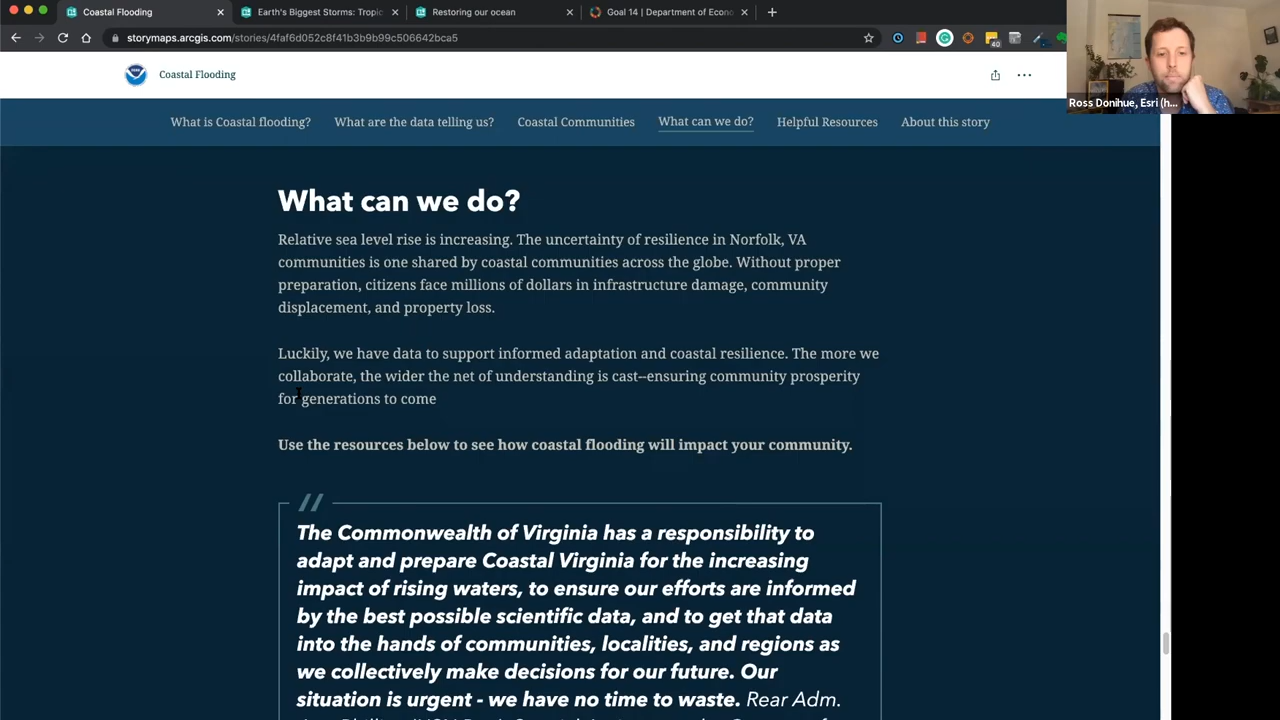 Coastal Flooding
Earth's Biggest Storms: Tropic
Restoring our ocean
Goal 14 | Department of Econo
storymaps.arcgis.com/stories/4faf6d052c8f41b3b9b99c506642bca5
40
Ross Donihue, Esri (h...
Coastal Flooding
What is Coastal flooding?
What are the data telling us?
Coastal Communities
What can we do?
Helpful Resources
About this story
What can we do?
Relative sea level rise is increasing. The uncertainty of resilience in Norfolk, VA
communities is one shared by coastal communities across the globe. Without proper
preparation, citizens face millions of dollars in infrastructure damage, community
displacement, and property loss.
Luckily, we have data to support informed adaptation and coastal resilience. The more we
collaborate, the wider the net of understanding is cast--ensuring community prosperity
for generations to come
Use the resources below to see how coastal flooding will impact your community.
The Commonwealth of Virginia has a responsibility to
adapt and prepare Coastal Virginia for the increasing
impact of rising waters, to ensure our efforts are informed
by the best possible scientific data, and to get that data
into the hands of communities, localities, and regions as
we collectively make decisions for our future. Our
situation is urgent - we have no time to waste. Rear Adm.